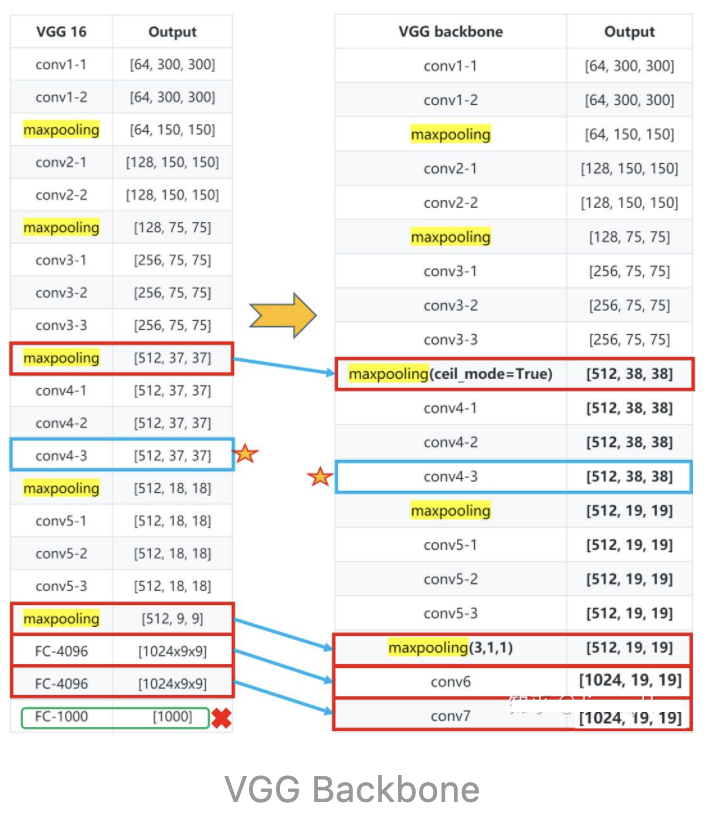 VGG 16 Output
conv1-1 [64, 300, 300]
conv1-2 [64, 300, 300]
maxpooling [64, 150, 150]
conv2-1 [128, 150, 150]
conv2-2 [128, 150, 150]
maxpooling [128, 75, 75]
conv3-1 [256, 75, 75]
conv3-2 [256, 75, 75]
conv3-3 [256, 75, 75]
maxpooling [512, 37, 37]
conv4-1 [512, 37, 37]
conv4-2 [512, 37, 37]
conv4-3 [512, 37, 37]
maxpooling [512, 18, 18]
conv5-1 [512, 18, 18]
conv5-2 [512, 18, 18]
conv5-3 [512, 18, 18]
maxpooling [512, 9, 9]
FC-4096 [1024x9x9]
FC-4096 [1024x9x9]
FC-1000 [1000]
VGG backbone Output
conv1-1 [64, 300, 300]
conv1-2 [64, 300, 300]
maxpooling [64, 150, 150]
conv2-1 [128, 150, 150]
conv2-2 [128, 150, 150]
maxpooling [128, 75, 75]
conv3-1 [256, 75, 75]
conv3-2 [256, 75, 75]
conv3-3 [256, 75, 75]
maxpooling(ceil_mode=True) [512, 38, 38]
conv4-1 [512, 38, 38]
conv4-2 [512, 38, 38]
conv4-3 [512, 38, 38]
maxpooling [512, 19, 19]
conv5-1 [512, 19, 19]
conv5-2 [512, 19, 19]
conv5-3 [512, 19, 19]
maxpooling(3,1,1) [512, 19, 19]
conv6 [1024, 19, 19]
conv7 [1024, 19, 19]
VGG Backbone